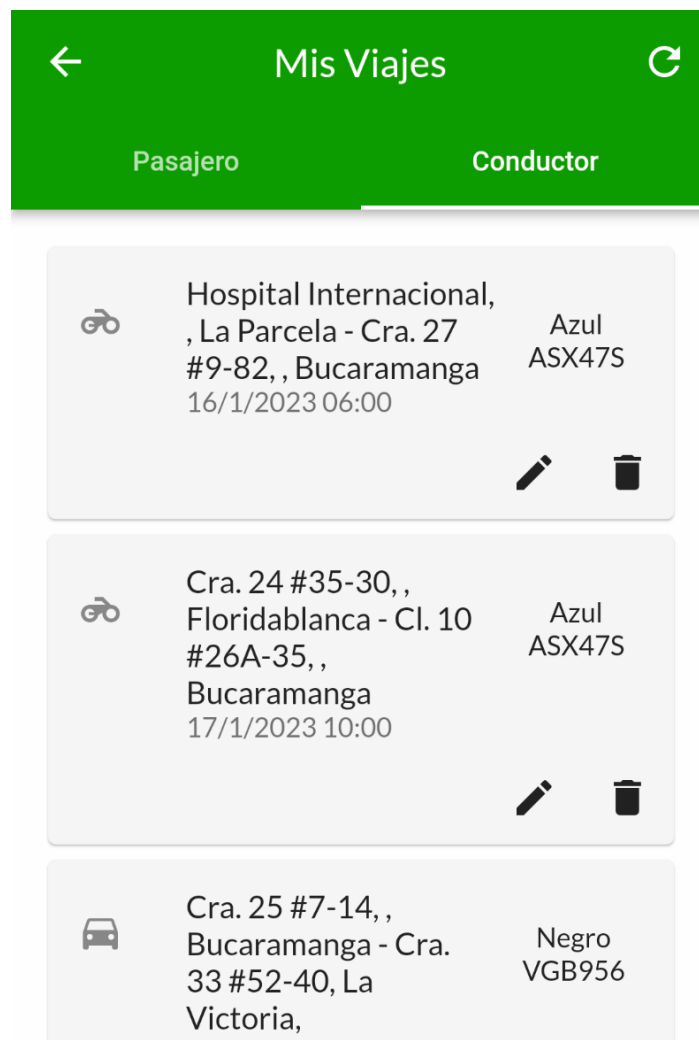 Mis Viajes
Pasajero
Conductor
Hospital Internacional,
, La Parcela - Cra. 27
#9-82, , Bucaramanga
16/1/2023 06:00
Azul
ASX47S
Cra. 24 #35-30, ,
Floridablanca - Cl. 10
#26A-35, ,
Bucaramanga
17/1/2023 10:00
Azul
ASX47S
Cra. 25 #7-14, ,
Bucaramanga - Cra.
33 #52-40, La
Victoria,
Negro
VGB956